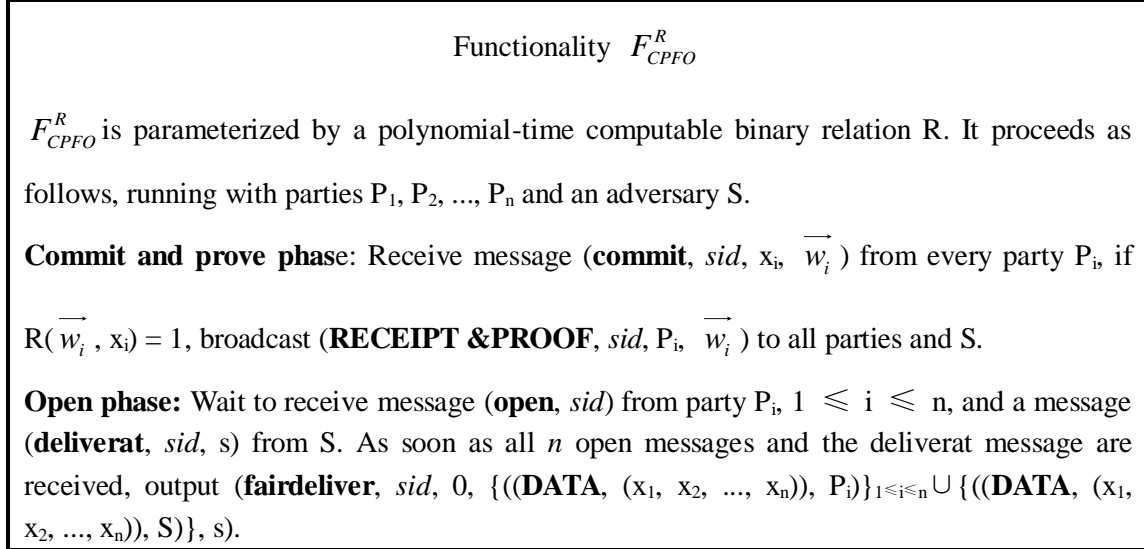 Functionality F^R_CPFO
F^R_CPFO is parameterized by a polynomial-time computable binary relation R. It proceeds as
follows, running with parties P₁, P₂, ..., Pₙ and an adversary S.
Commit and prove phase: Receive message (commit, sid, xᵢ, w⃗ᵢ ) from every party Pᵢ, if
R( w⃗ᵢ , xᵢ) = 1, broadcast (RECEIPT &PROOF, sid, Pᵢ, w⃗ᵢ ) to all parties and S.
Open phase: Wait to receive message (open, sid) from party Pᵢ, 1 ≤ i ≤ n, and a message
(deliverat, sid, s) from S. As soon as all n open messages and the deliverat message are
received, output (fairdeliver, sid, 0, {((DATA, (x₁, x₂, ..., xₙ)), Pᵢ)}₁≤ᵢ≤ₙ∪{((DATA, (x₁,
x₂, ..., xₙ)), S)}, s).